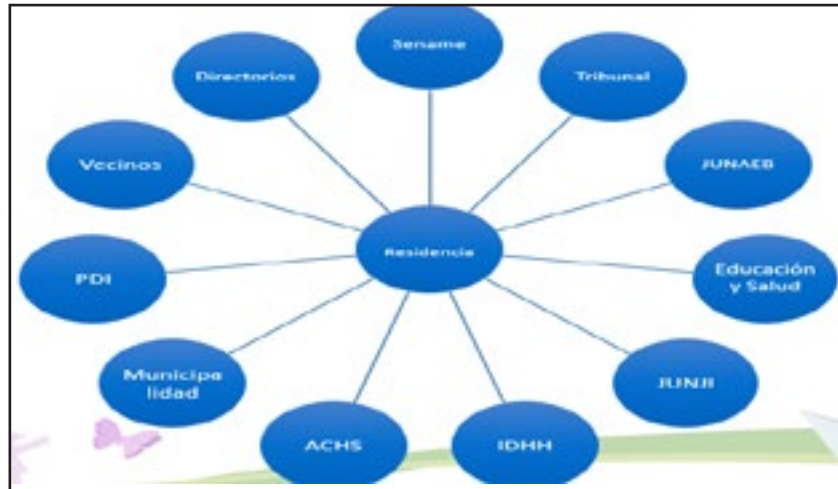 Sename
Directorios
Tribunal
Vecinos
JUNAEB
Residencia
PDI
Educación
y Salud
Municipa
lidad
JUNJI
ACHS
IDHH